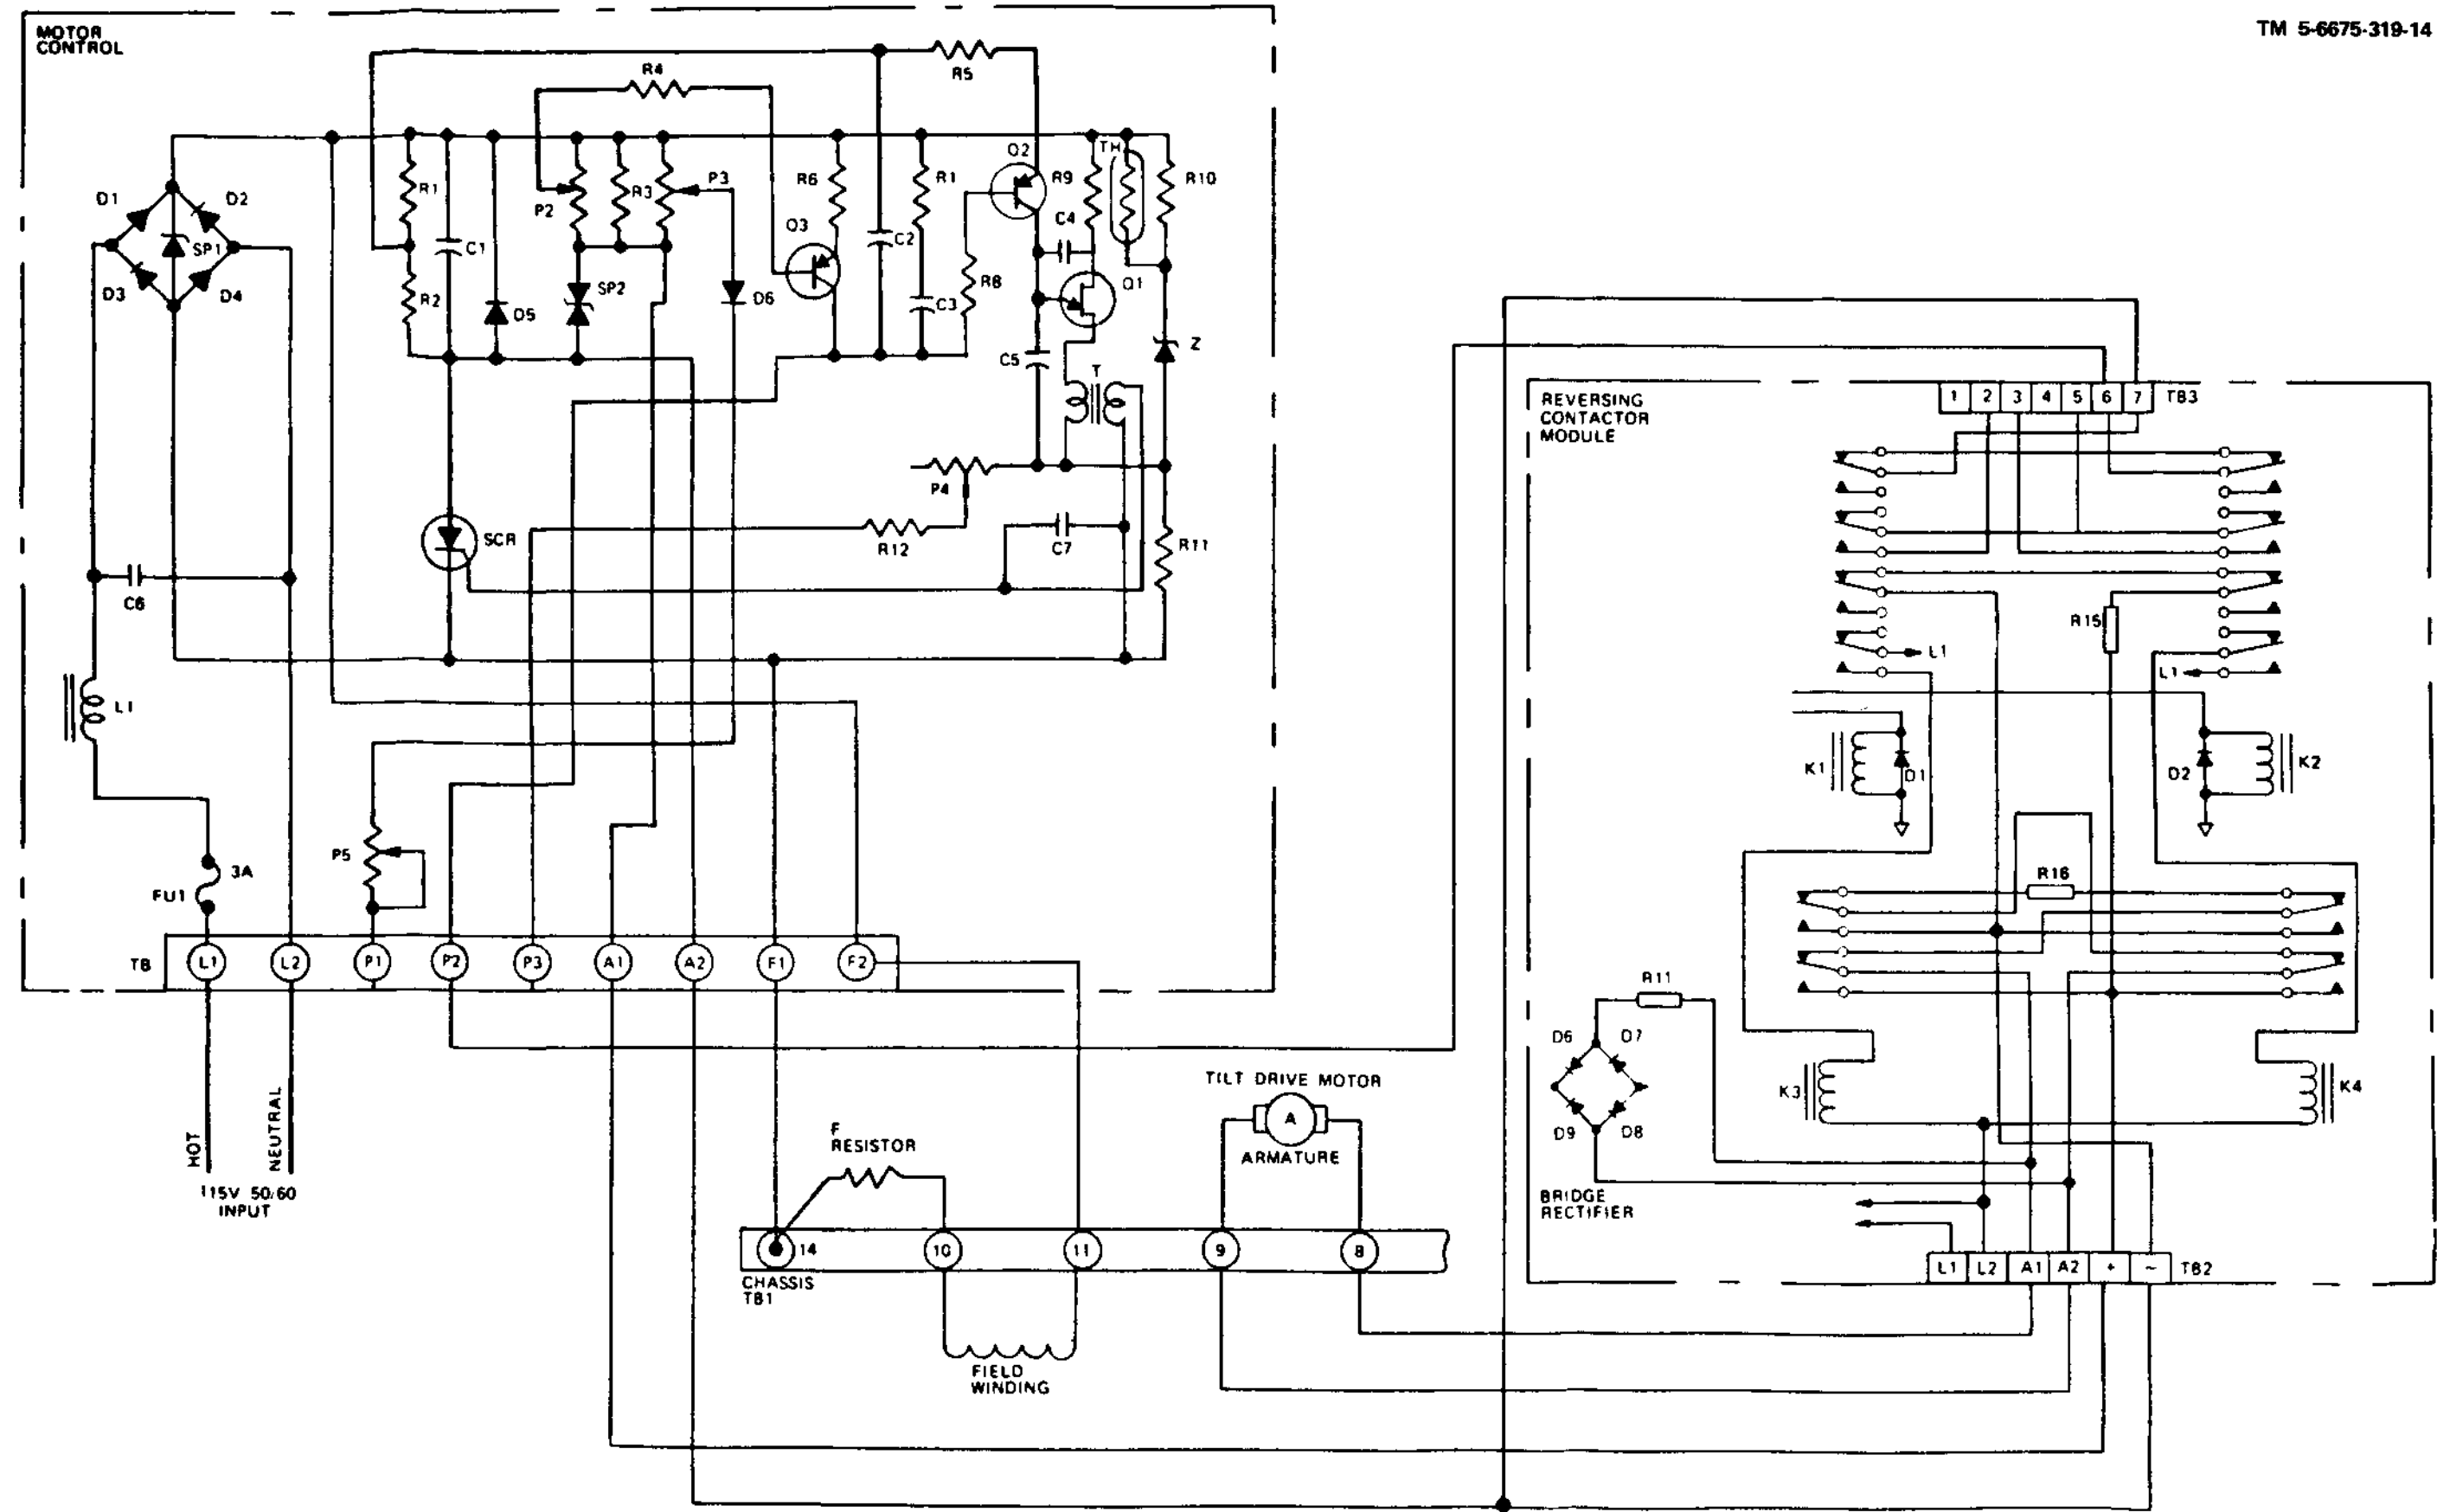 TM 5-6675-319-14
MOTOR
CONTROL
R4
R5
D1
D2
SP1
D3
D4
R1
R2
C1
D5
P2
R3
P3
SP2
D6
R6
Q3
C2
R1
C3
R8
Q2
R9
C4
TH
R10
Q1
C5
T
Z
P4
R12
C7
R11
SCR
C6
L1
P5
3A
FU1
TB
L1
L2
P1
P2
P3
A1
A2
F1
F2
HOT
NEUTRAL
115V 50/60
INPUT
F
RESISTOR
TILT DRIVE MOTOR
A
ARMATURE
14
10
11
9
8
CHASSIS
TB1
FIELD
WINDING
REVERSING
CONTACTOR
MODULE
1 2 3 4 5 6 7 TB3
R15
L1
L1
K1
D1
D2
K2
R16
R11
D6
D7
D9
D8
K3
K4
BRIDGE
RECTIFIER
L1 L2 A1 A2 + ~ TB2